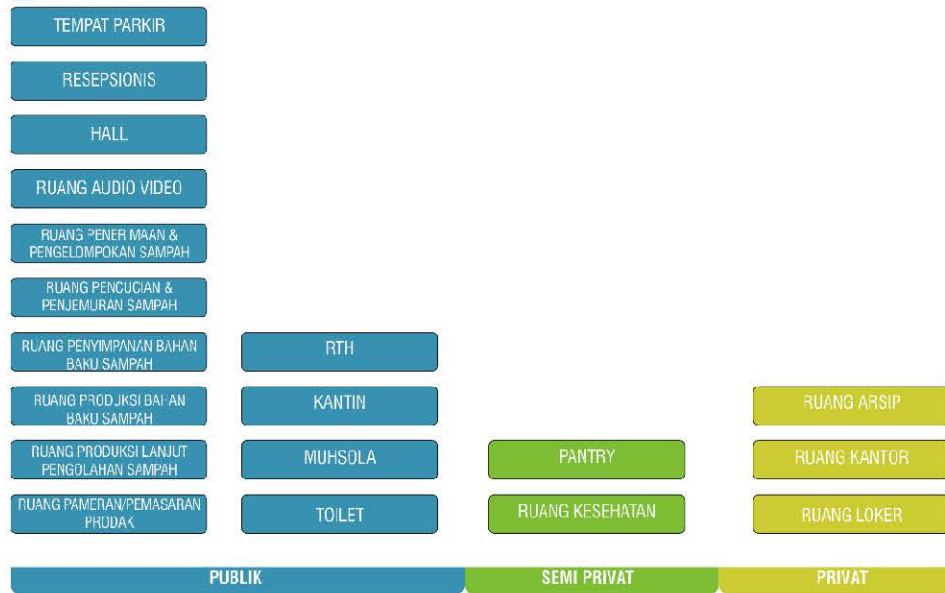 TEMPAT PARKIR
RESEPSIONIS
HALL
RUANG AUDIO VIDEO
RUANG PENERIMAAN &
PENGELOMPOKAN SAMPAH
RUANG PENCUCIAN &
PENJEMURAN SAMPAH
RUANG PENYIMPANAN BAHAN
BAKU SAMPAH
RUANG PRODUKSI BAHAN
BAKU SAMPAH
RUANG PRODUKSI LANJUT
PENGOLAHAN SAMPAH
RUANG PAMERAN/PEMASARAN
PRODAK
RTH
KANTIN
MUHSOLA
TOILET
PANTRY
RUANG KESEHATAN
RUANG ARSIP
RUANG KANTOR
RUANG LOKER
PUBLIK
SEMI PRIVAT
PRIVAT